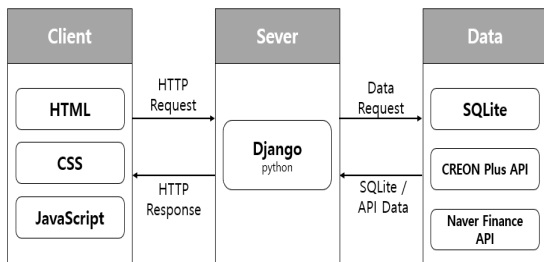 Client
HTML
CSS
JavaScript
HTTP
Request
HTTP
Response
Sever
Django
python
Data
Request
SQLite /
API Data
Data
SQLite
CREON Plus API
Naver Finance
API